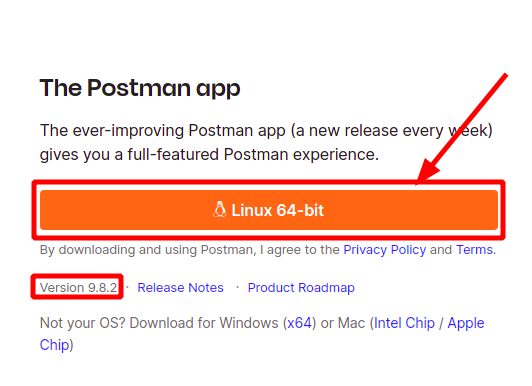 The Postman app
The ever-improving Postman app (a new release every week)
gives you a full-featured Postman experience.
Linux 64-bit
By downloading and using Postman, I agree to the Privacy Policy and Terms.
Version 9.8.2 · Release Notes · Product Roadmap
Not your OS? Download for Windows (x64) or Mac (Intel Chip / Apple
Chip)